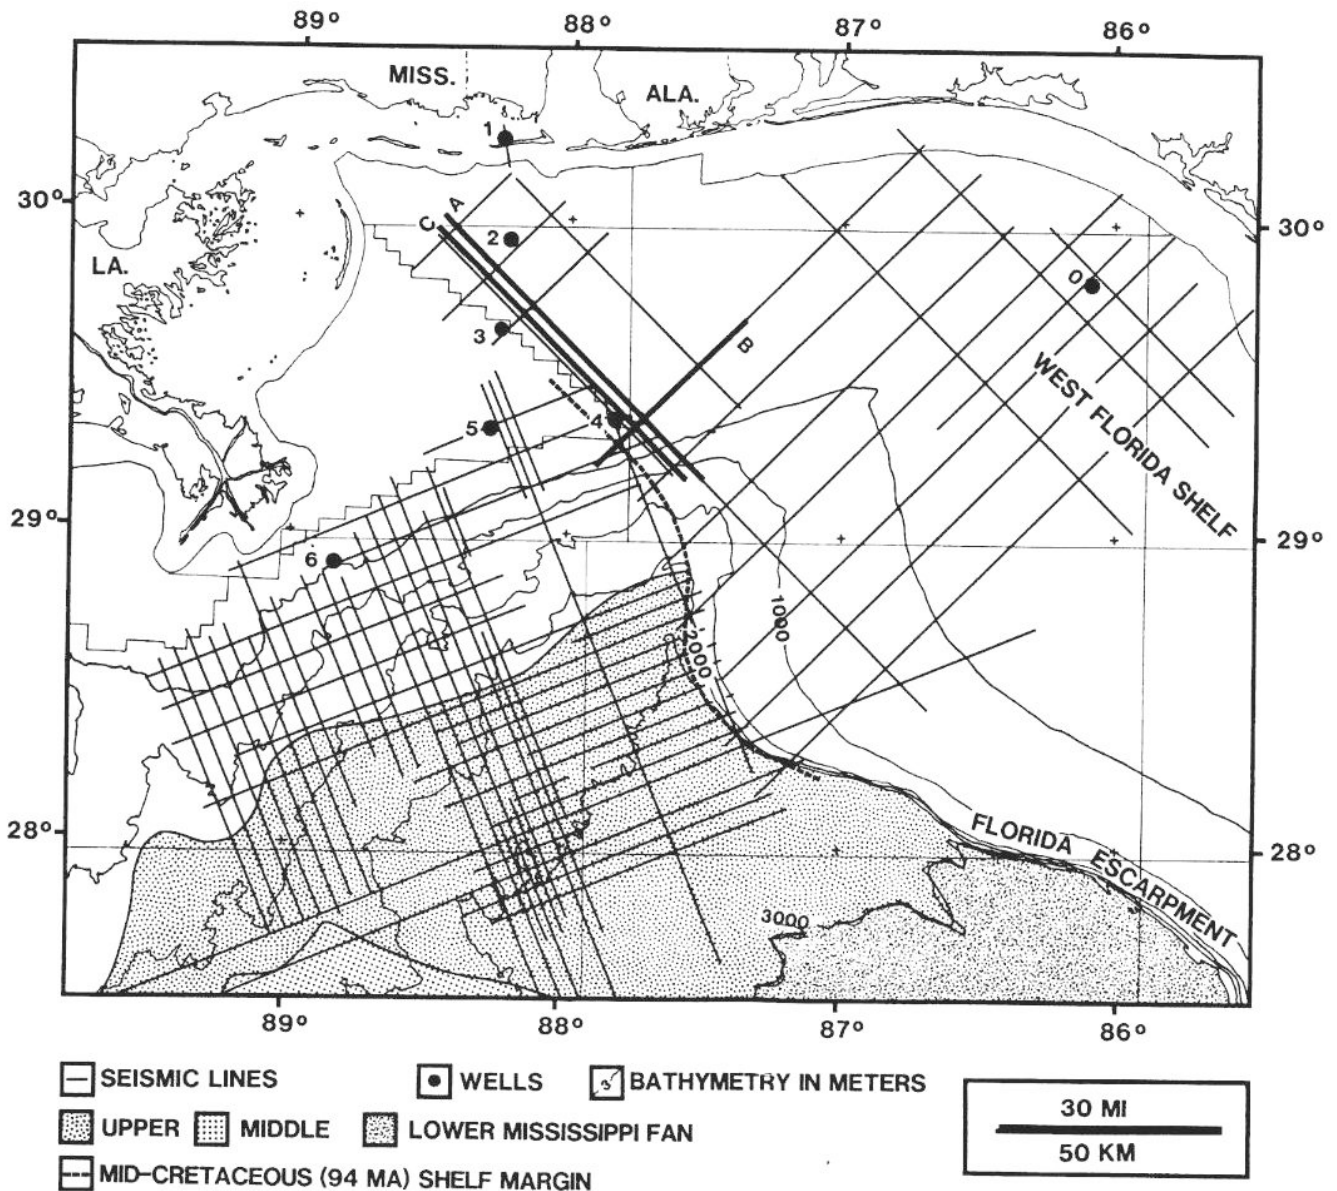 89° 88° 87° 86°
MISS.
ALA.
1
30°
A
C
2
30°
LA.
0
3
B
WEST FLORIDA SHELF
4
5
29°
29°
6
1000
2000
28°
28°
FLORIDA ESCARPMENT
3000
89° 88° 87° 86°
SEISMIC LINES WELLS BATHYMETRY IN METERS
UPPER MIDDLE LOWER MISSISSIPPI FAN
MID-CRETACEOUS (94 MA) SHELF MARGIN
30 MI
50 KM